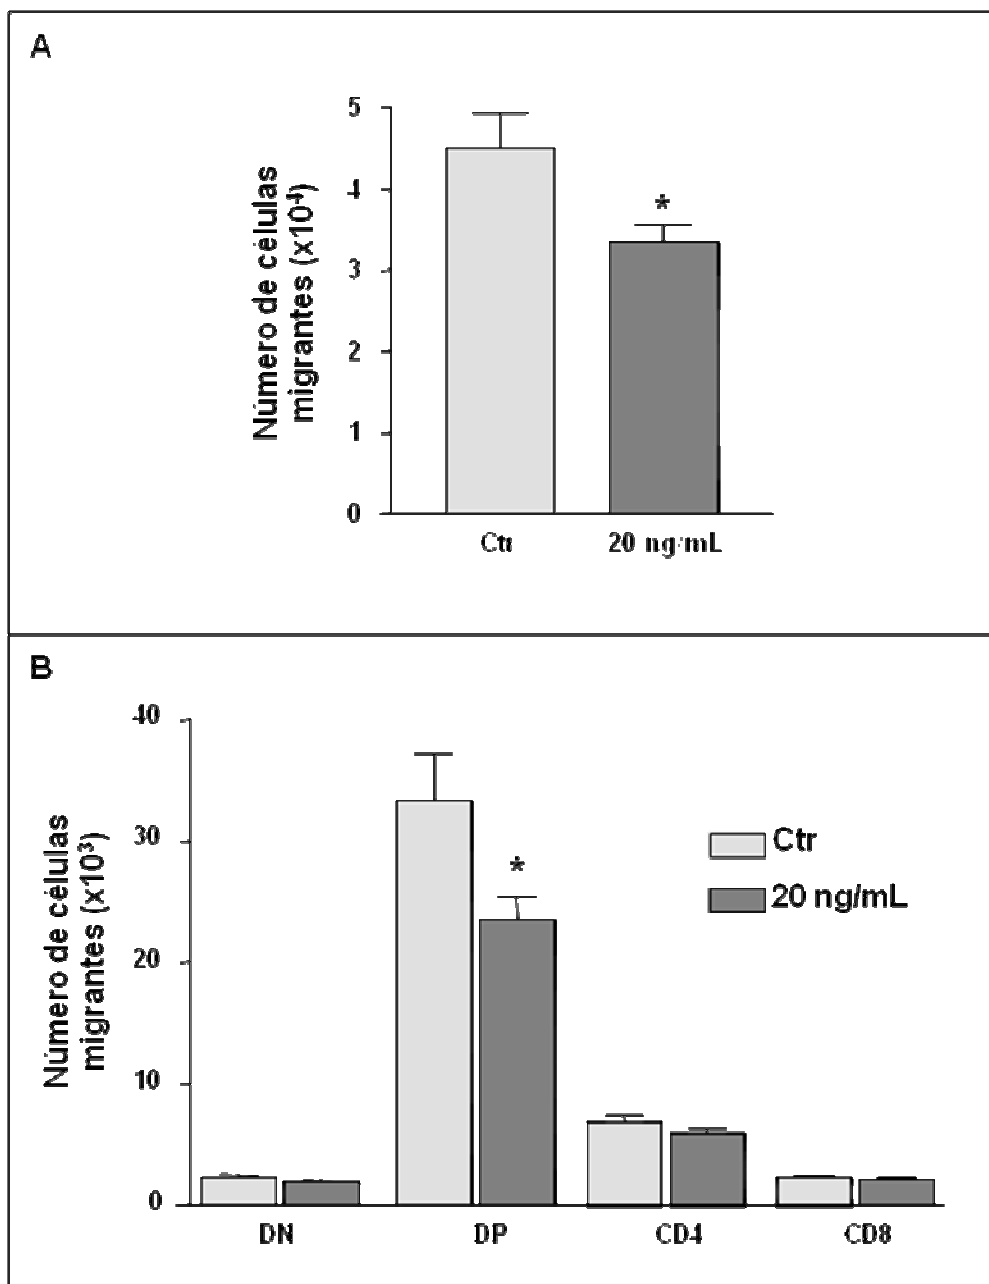 A
Número de células
migrantes (x10⁴)
5
4
3
2
1
0
*
Ctr
20 ng/mL
B
Número de células
migrantes (x10³)
40
30
20
10
0
*
Ctr
20 ng/mL
DN
DP
CD4
CD8